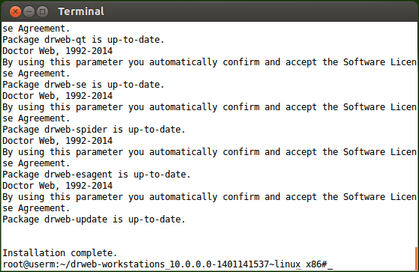 Terminal
se Agreement.
Package drweb-qt is up-to-date.
Doctor Web, 1992-2014
By using this parameter you automatically confirm and accept the Software Licen
se Agreement.
Package drweb-se is up-to-date.
Doctor Web, 1992-2014
By using this parameter you automatically confirm and accept the Software Licen
se Agreement.
Package drweb-spider is up-to-date.
Doctor Web, 1992-2014
By using this parameter you automatically confirm and accept the Software Licen
se Agreement.
Package drweb-esagent is up-to-date.
Doctor Web, 1992-2014
By using this parameter you automatically confirm and accept the Software Licen
se Agreement.
Package drweb-update is up-to-date.
Installation complete.
root@userm:~/drweb-workstations_10.0.0.0-1401141537~linux_x86#_